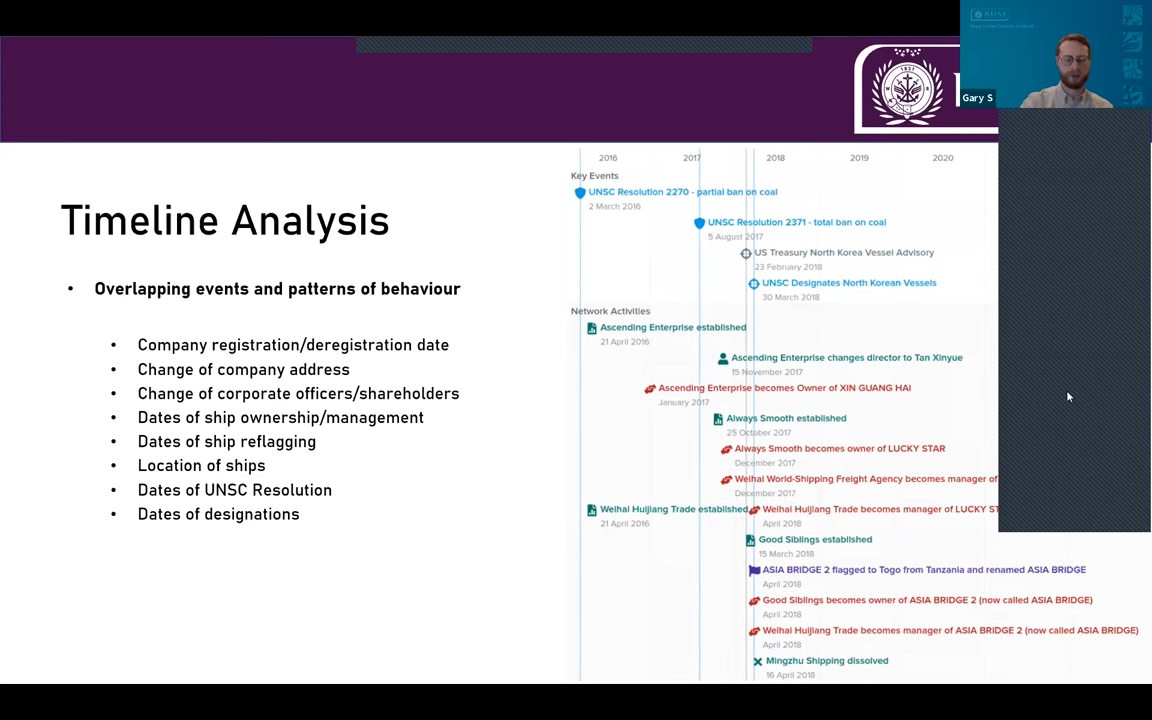 RUSI
Gary S
1831
Timeline Analysis
• Overlapping events and patterns of behaviour
• Company registration/deregistration date
• Change of company address
• Change of corporate officers/shareholders
• Dates of ship ownership/management
• Dates of ship reflagging
• Location of ships
• Dates of UNSC Resolution
• Dates of designations
2016 2017 2018 2019 2020
Key Events
UNSC Resolution 2270 - partial ban on coal
2 March 2016
UNSC Resolution 2371 - total ban on coal
5 August 2017
US Treasury North Korea Vessel Advisory
23 February 2018
UNSC Designates North Korean Vessels
30 March 2018
Network Activities
Ascending Enterprise established
21 April 2016
Ascending Enterprise changes director to Tan Xinyue
15 November 2017
Ascending Enterprise becomes Owner of XIN GUANG HAI
January 2017
Always Smooth established
25 October 2017
Always Smooth becomes owner of LUCKY STAR
December 2017
Weihai World-Shipping Freight Agency becomes manager of
December 2017
Weihai Huijiang Trade established Weihai Huijiang Trade becomes manager of LUCKY ST
21 April 2016 April 2018
Good Siblings established
15 March 2018
ASIA BRIDGE 2 flagged to Togo from Tanzania and renamed ASIA BRIDGE
April 2018
Good Siblings becomes owner of ASIA BRIDGE 2 (now called ASIA BRIDGE)
April 2018
Weihai Huijiang Trade becomes manager of ASIA BRIDGE 2 (now called ASIA BRIDGE)
April 2018
Mingzhu Shipping dissolved
16 April 2018